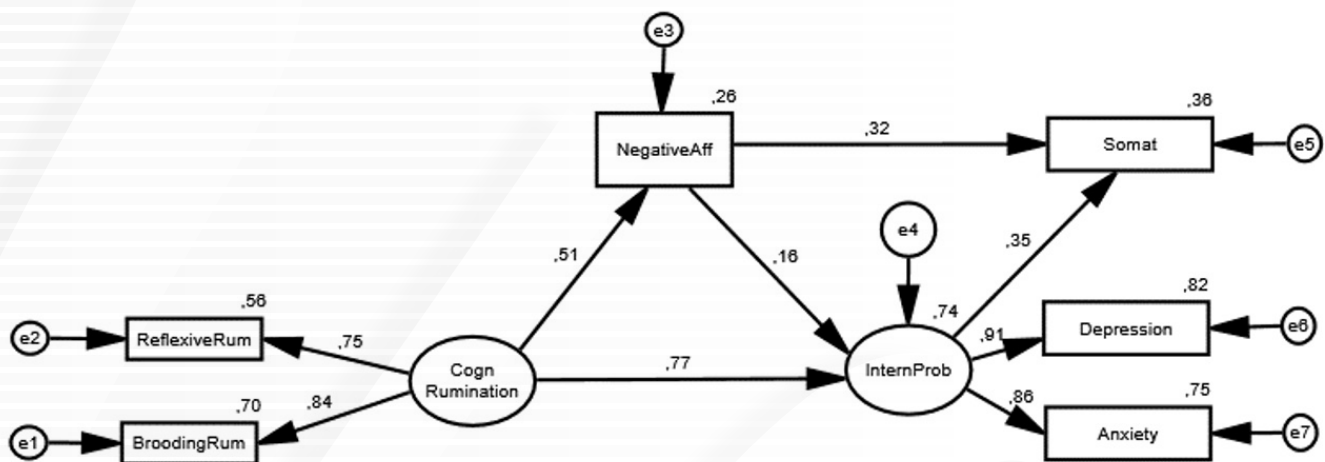 e3
,26
NegativeAff
,32
,36
Somat
e5
e4
,51
,16
,35
,56
e2
ReflexiveRum
,75
Cogn
Rumination
,77
,74
InternProb
,91
,82
Depression
e6
,70
e1
BroodingRum
,84
,86
,75
Anxiety
e7